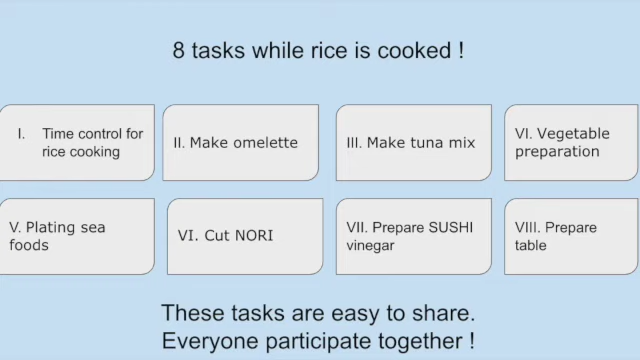 8 tasks while rice is cooked !
I. Time control for
rice cooking
II. Make omelette
III. Make tuna mix
VI. Vegetable
preparation
V. Plating sea
foods
VI. Cut NORI
VII. Prepare SUSHI
vinegar
VIII. Prepare
table
These tasks are easy to share.
Everyone participate together !